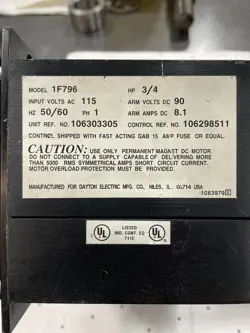 MODEL 1F796 HP 3/4
INPUT VOLTS AC 115 ARM VOLTS DC 90
HZ 50/60 PH 1 ARM AMPS DC 8.1
UNIT REF. NO. 106303305 CONTROL REF. NO. 106298511
CONTROL SHIPPED WITH FAST ACTING GAB 15 AMP FUSE OR EQUAL.
CAUTION: USE ONLY PERMANENT MAGNET DC MOTOR.
DO NOT CONNECT TO A SUPPLY CAPABLE OF DELIVERING MORE
THAN 5000 RMS SYMMETRICAL AMPS SHORT CIRCUIT CURRENT.
MOTOR OVERLOAD PROTECTION MUST BE PROVIDED.
MANUFACTURED FOR DAYTON ELECTRIC MFG. CO., NILES, IL 60714 USA
UL LISTED UL
IND. CONT. EQ.